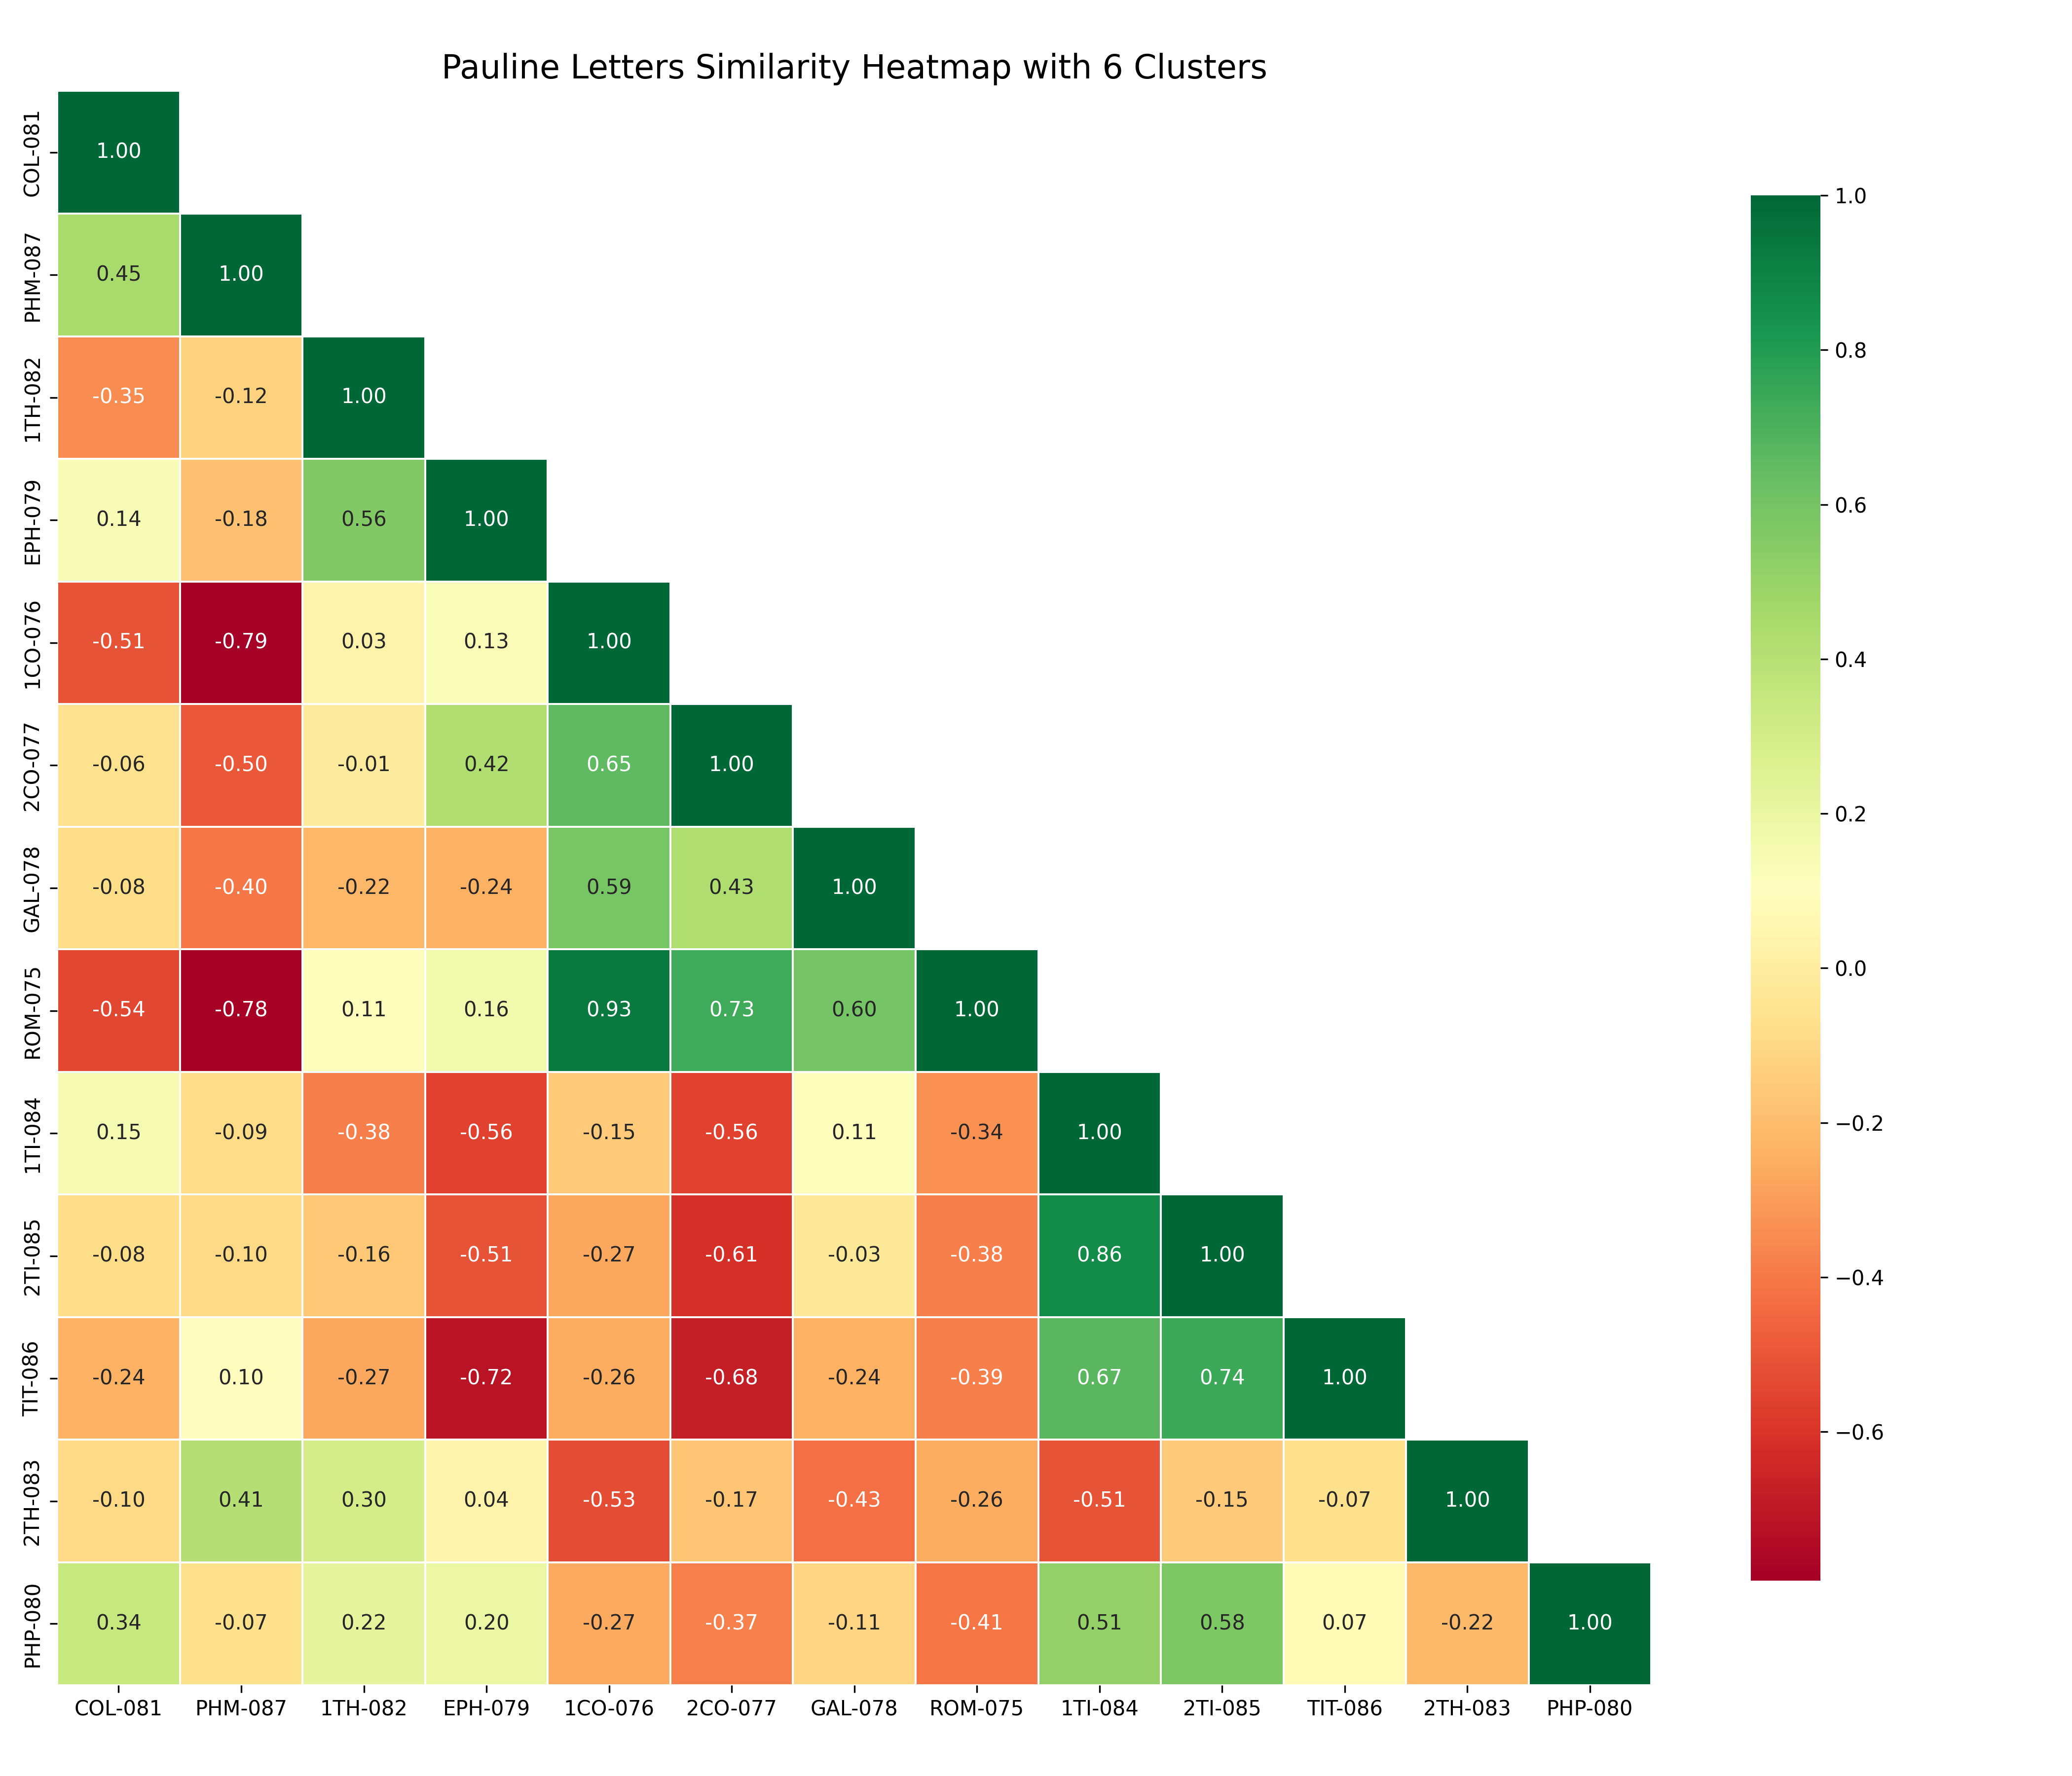 Pauline Letters Similarity Heatmap with 6 Clusters
COL-081 1.00
PHM-087 0.45 1.00
1TH-082 -0.35 -0.12 1.00
EPH-079 0.14 -0.18 0.56 1.00
1CO-076 -0.51 -0.79 0.03 0.13 1.00
2CO-077 -0.06 -0.50 -0.01 0.42 0.65 1.00
GAL-078 -0.08 -0.40 -0.22 -0.24 0.59 0.43 1.00
ROM-075 -0.54 -0.78 0.11 0.16 0.93 0.73 0.60 1.00
1TI-084 0.15 -0.09 -0.38 -0.56 -0.15 -0.56 0.11 -0.34 1.00
2TI-085 -0.08 -0.10 -0.16 -0.51 -0.27 -0.61 -0.03 -0.38 0.86 1.00
TIT-086 -0.24 0.10 -0.27 -0.72 -0.26 -0.68 -0.24 -0.39 0.67 0.74 1.00
2TH-083 -0.10 0.41 0.30 0.04 -0.53 -0.17 -0.43 -0.26 -0.51 -0.15 -0.07 1.00
PHP-080 0.34 -0.07 0.22 0.20 -0.27 -0.37 -0.11 -0.41 0.51 0.58 0.07 -0.22 1.00
COL-081 PHM-087 1TH-082 EPH-079 1CO-076 2CO-077 GAL-078 ROM-075 1TI-084 2TI-085 TIT-086 2TH-083 PHP-080
1.0
0.8
0.6
0.4
0.2
0.0
−0.2
−0.4
−0.6